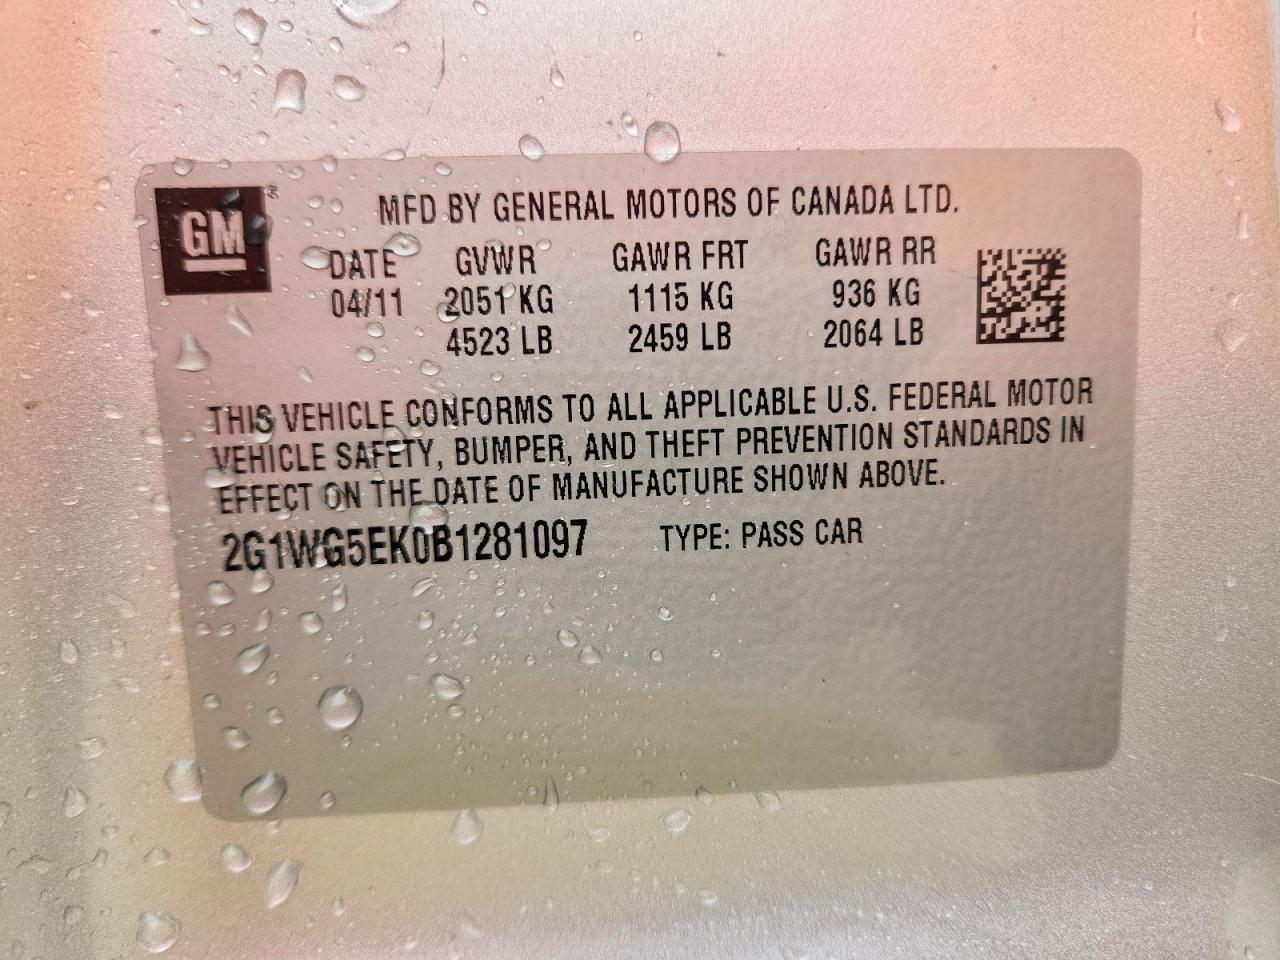 GM®
MFD BY GENERAL MOTORS OF CANADA LTD.
DATE GVWR GAWR FRT GAWR RR
04/11 2051 KG 1115 KG 936 KG
4523 LB 2459 LB 2064 LB
THIS VEHICLE CONFORMS TO ALL APPLICABLE U.S. FEDERAL MOTOR
VEHICLE SAFETY, BUMPER, AND THEFT PREVENTION STANDARDS IN
EFFECT ON THE DATE OF MANUFACTURE SHOWN ABOVE.
2G1WG5EK0B1281097 TYPE: PASS CAR